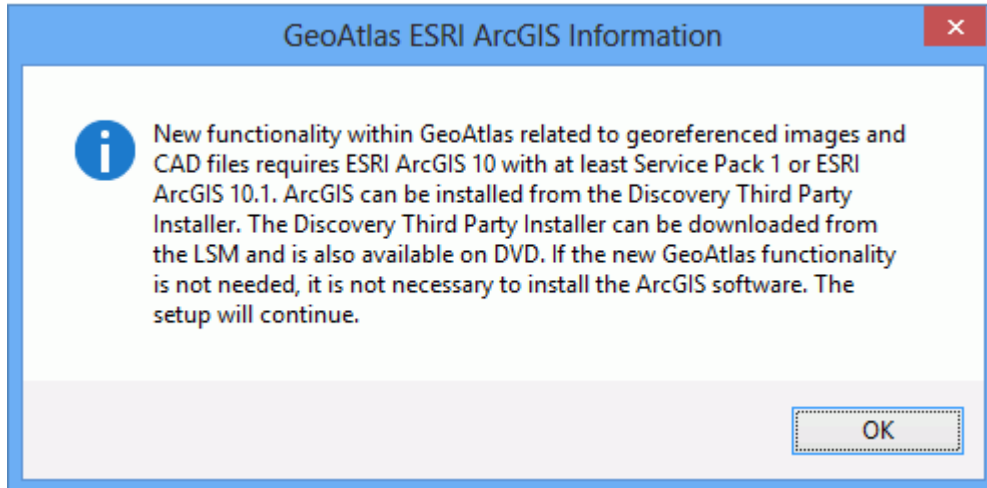 GeoAtlas ESRI ArcGIS Information
New functionality within GeoAtlas related to georeferenced images and
CAD files requires ESRI ArcGIS 10 with at least Service Pack 1 or ESRI
ArcGIS 10.1. ArcGIS can be installed from the Discovery Third Party
Installer. The Discovery Third Party Installer can be downloaded from
the LSM and is also available on DVD. If the new GeoAtlas functionality
is not needed, it is not necessary to install the ArcGIS software. The
setup will continue.
OK